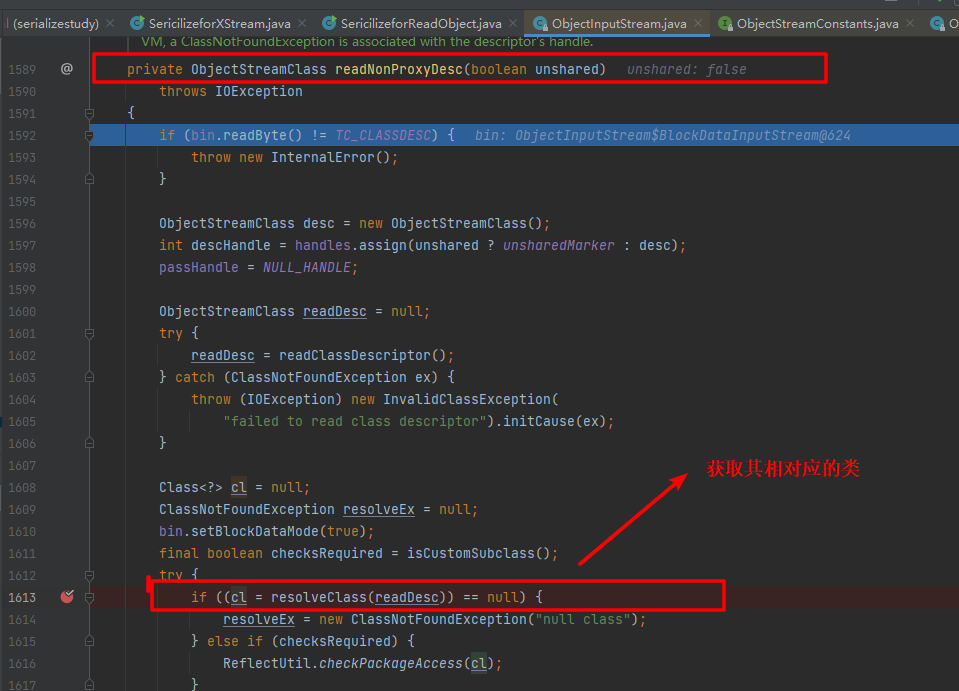 l (serializestudy) × SericilizeforXStream.java × SericilizeforReadObject.java × ObjectInputStream.java × ObjectStreamConstants.java × O
VM, a ClassNotFoundException is associated with the descriptor's handle.
1589 @ private ObjectStreamClass readNonProxyDesc(boolean unshared) unshared: false
1590 throws IOException
1591 {
1592 if (bin.readByte() != TC_CLASSDESC) { bin: ObjectInputStream$BlockDataInputStream@624
1593 throw new InternalError();
1594 }
1595
1596 ObjectStreamClass desc = new ObjectStreamClass();
1597 int descHandle = handles.assign(unshared ? unsharedMarker : desc);
1598 passHandle = NULL_HANDLE;
1599
1600 ObjectStreamClass readDesc = null;
1601 try {
1602 readDesc = readClassDescriptor();
1603 } catch (ClassNotFoundException ex) {
1604 throw (IOException) new InvalidClassException(
1605 "failed to read class descriptor").initCause(ex);
1606 }
1607
获取其相对应的类
1608 Class<?> cl = null;
1609 ClassNotFoundException resolveEx = null;
1610 bin.setBlockDataMode(true);
1611 final boolean checksRequired = isCustomSubclass();
1612 try {
1613 if ((cl = resolveClass(readDesc)) == null) {
1614 resolveEx = new ClassNotFoundException("null class");
1615 } else if (checksRequired) {
1616 ReflectUtil.checkPackageAccess(cl);
1617 }